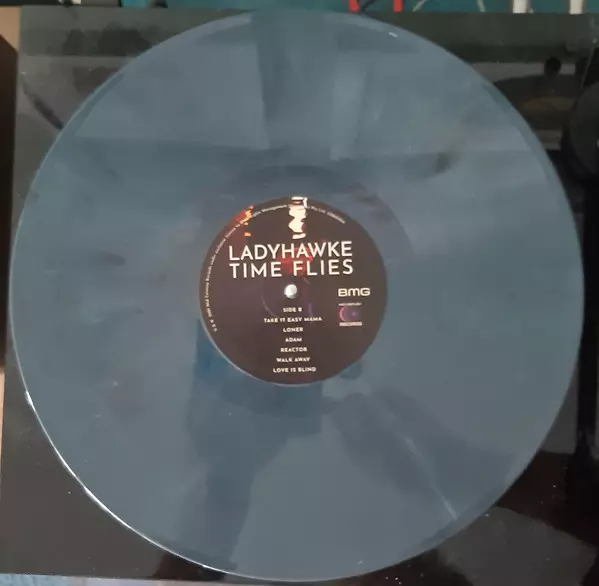 LADYHAWKE
TIME FLIES
BMG
SIDE B
TAKE IT EASY MAMA
LONER
ADAM
REACTOR
WALK AWAY
LOVE IS BLIND
RECORDS